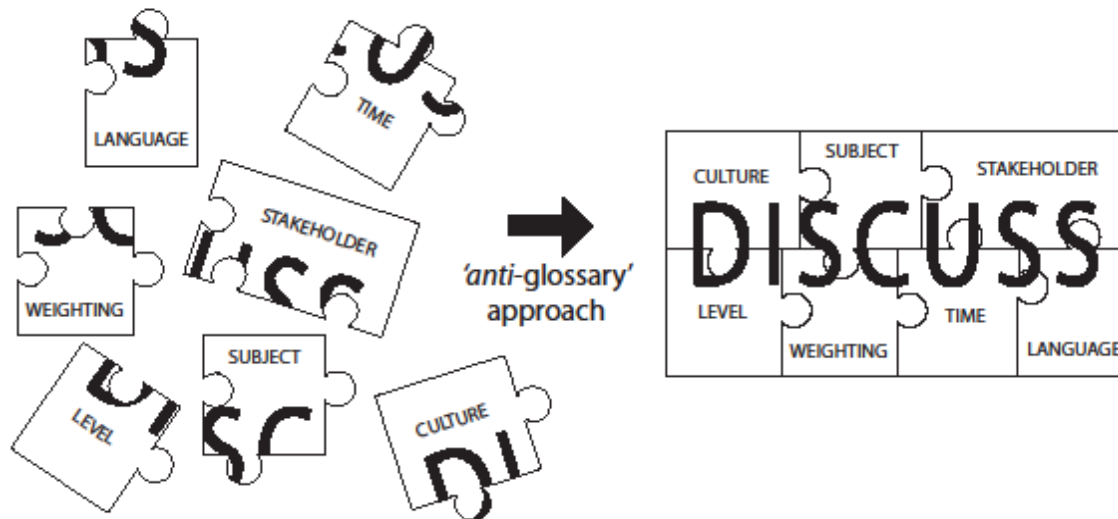 LANGUAGE
TIME
STAKEHOLDER
WEIGHTING
SUBJECT
LEVEL
CULTURE
'anti-glossary'
approach
CULTURE
SUBJECT
STAKEHOLDER
DISCUSS
LEVEL
WEIGHTING
TIME
LANGUAGE